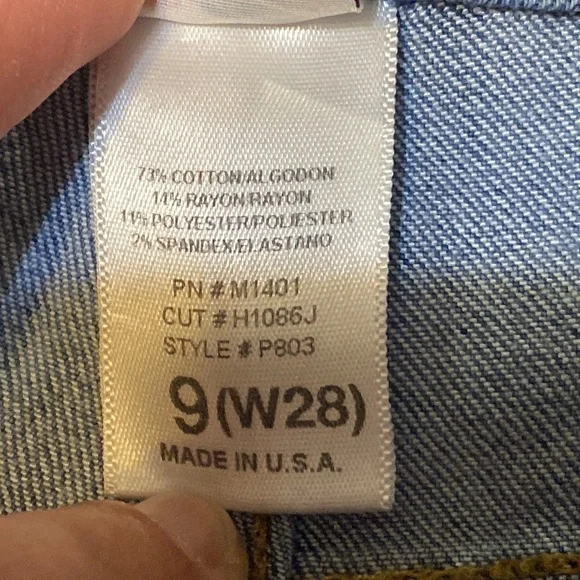 73% COTTON/ALGODON
14% RAYON/RAYON
11% POLYESTER/POLIESTER
2% SPANDEX/ELASTANO
PN # M1401
CUT # H1086J
STYLE # P803
9 (W28)
MADE IN U.S.A.